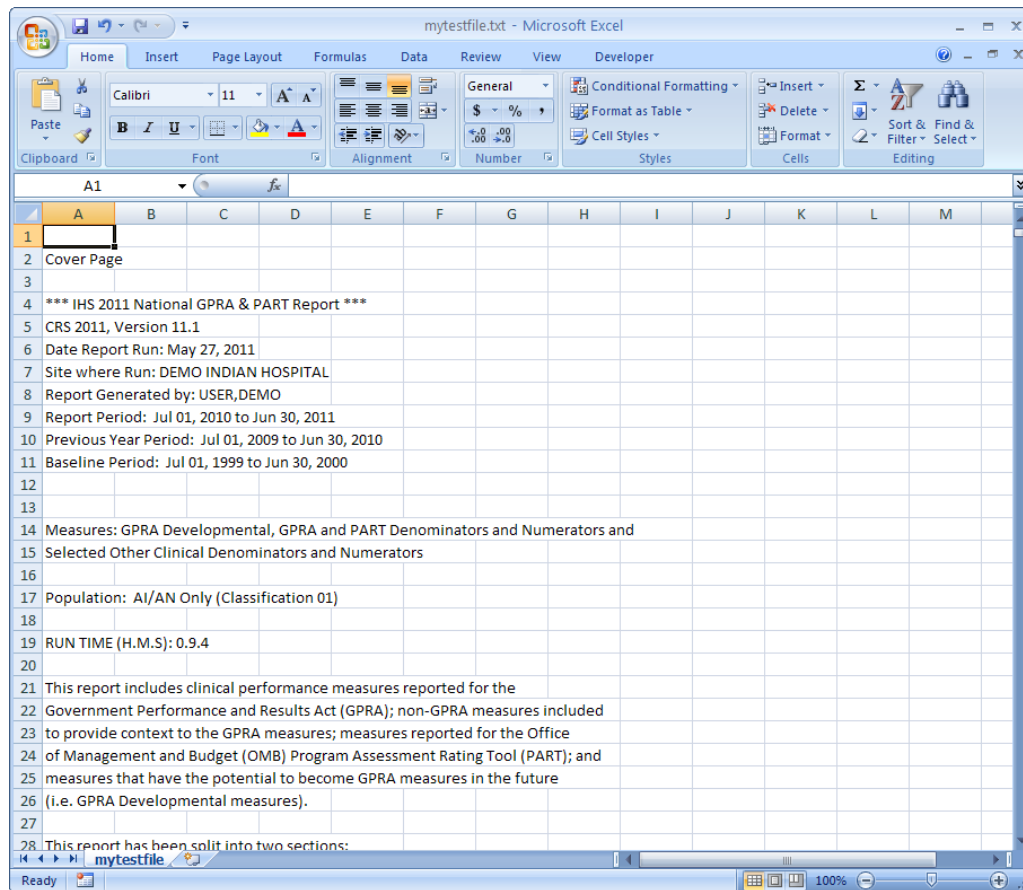 mytestfile.txt - Microsoft Excel
Home Insert Page Layout Formulas Data Review View Developer
Calibri 11 A A General Conditional Formatting Insert Σ
Paste B I U A $ % , Format as Table Delete Sort & Find &
Cell Styles Format Filter Select
Clipboard Font Alignment Number Styles Cells Editing
A1 fx
A B C D E F G H I J K L M
1
2 Cover Page
3
4 *** IHS 2011 National GPRA & PART Report ***
5 CRS 2011, Version 11.1
6 Date Report Run: May 27, 2011
7 Site where Run: DEMO INDIAN HOSPITAL
8 Report Generated by: USER,DEMO
9 Report Period:  Jul 01, 2010 to Jun 30, 2011
10 Previous Year Period:  Jul 01, 2009 to Jun 30, 2010
11 Baseline Period:  Jul 01, 1999 to Jun 30, 2000
12
13
14 Measures: GPRA Developmental, GPRA and PART Denominators and Numerators and
15 Selected Other Clinical Denominators and Numerators
16
17 Population:  AI/AN Only (Classification 01)
18
19 RUN TIME (H.M.S): 0.9.4
20
21 This report includes clinical performance measures reported for the
22 Government Performance and Results Act (GPRA); non-GPRA measures included
23 to provide context to the GPRA measures; measures reported for the Office
24 of Management and Budget (OMB) Program Assessment Rating Tool (PART); and
25 measures that have the potential to become GPRA measures in the future
26 (i.e. GPRA Developmental measures).
27
28 This report has been split into two sections:
mytestfile
Ready 100%